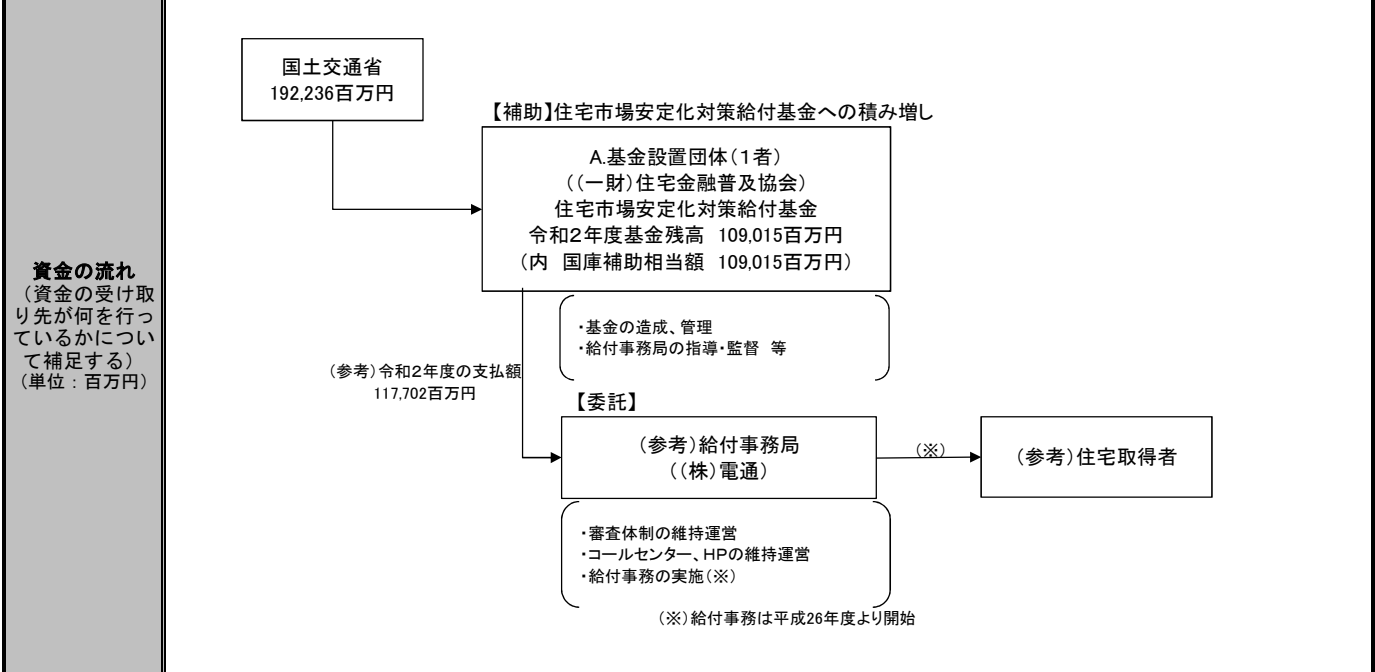 資金の流れ
（資金の受け取
り先が何を行っ
ているかについ
て補足する）
（単位：百万円）
国土交通省
192,236百万円
【補助】住宅市場安定化対策給付基金への積み増し
A.基金設置団体（１者）
（（一財）住宅金融普及協会）
住宅市場安定化対策給付基金
令和２年度基金残高　109,015百万円
（内　国庫補助相当額　109,015百万円）
・基金の造成、管理
・給付事務局の指導・監督　等
（参考）令和２年度の支払額
117,702百万円
【委託】
（参考）給付事務局
（（株）電通）
（※）
（参考）住宅取得者
・審査体制の維持運営
・コールセンター、HPの維持運営
・給付事務の実施（※）
（※）給付事務は平成26年度より開始